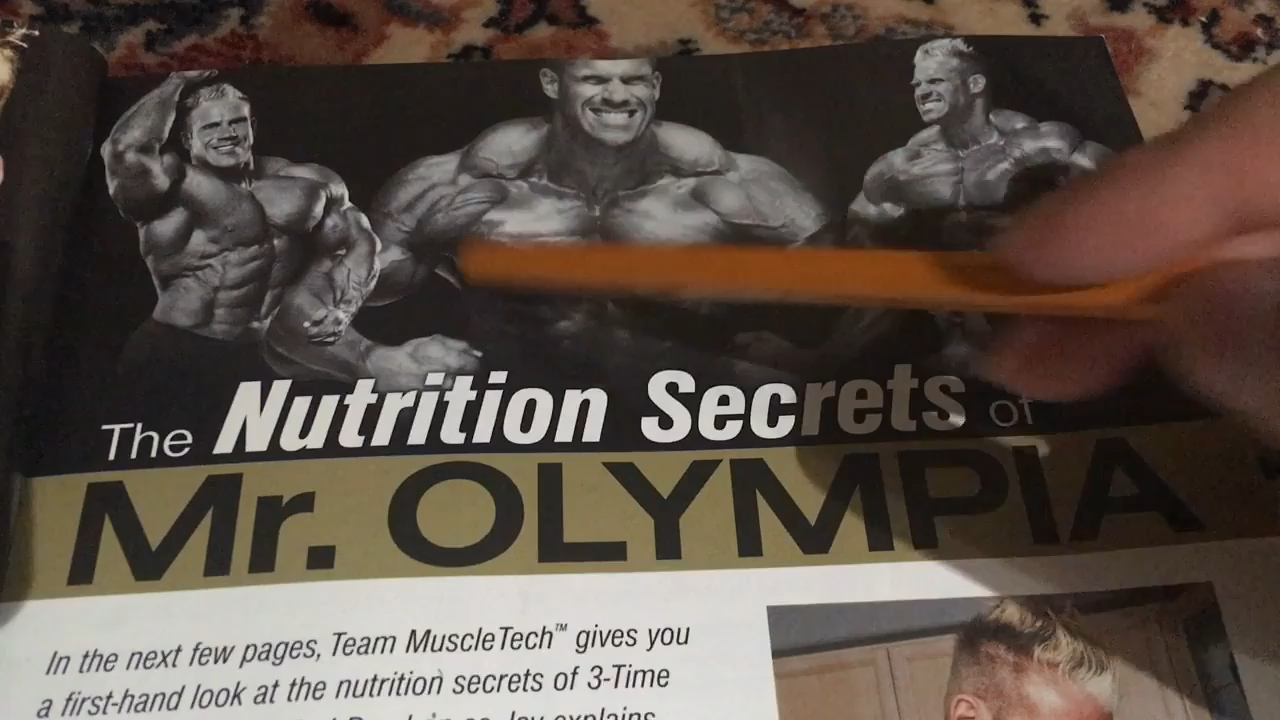 The Nutrition Secrets of
Mr. OLYMPIA
In the next few pages, Team MuscleTech™ gives you
a first-hand look at the nutrition secrets of 3-Time
explains